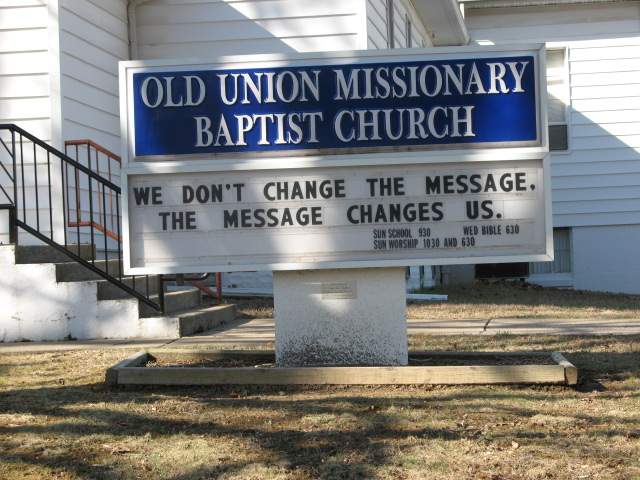 OLD UNION MISSIONARY
BAPTIST CHURCH
WE DON'T CHANGE THE MESSAGE.
THE MESSAGE CHANGES US.
SUN SCHOOL 930 WED BIBLE 630
SUN WORSHIP 1030 AND 630